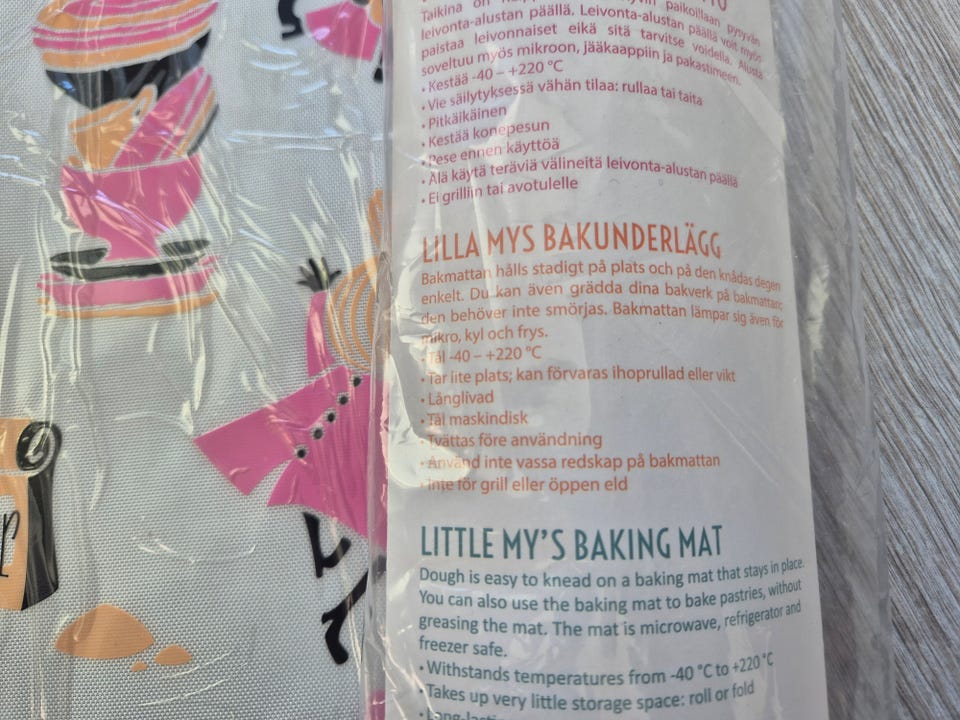 Taikina on
paikoillaan pysyvän
leivonta-alustan päällä. Leivonta-alustan päällä voit myös
paistaa leivonnaiset eikä sitä tarvitse voidella. Alusta
soveltuu myös mikroon, jääkaappiin ja pakastimeen.
• Kestää -40 – +220 °C
• Vie säilytyksessä vähän tilaa: rullaa tai taita
• Pitkäikäinen
• Kestää konepesun
• Pese ennen käyttöä
• Älä käytä teräviä välineitä leivonta-alustan päällä
• Ei grilliin tai avotulelle
LILLA MYS BAKUNDERLÄGG
Bakmattan hålls stadigt på plats och på den knådas degen
enkelt. Du kan även grädda dina bakverk på bakmattan;
den behöver inte smörjas. Bakmattan lämpar sig även för
mikro, kyl och frys.
• Tål -40 – +220 °C
• Tar lite plats; kan förvaras ihoprullad eller vikt
• Långlivad
• Tål maskindisk
• Tvättas före användning
• Använd inte vassa redskap på bakmattan
• Inte för grill eller öppen eld
LITTLE MY'S BAKING MAT
Dough is easy to knead on a baking mat that stays in place.
You can also use the baking mat to bake pastries, without
greasing the mat. The mat is microwave, refrigerator and
freezer safe.
• Withstands temperatures from -40 °C to +220 °C
• Takes up very little storage space: roll or fold